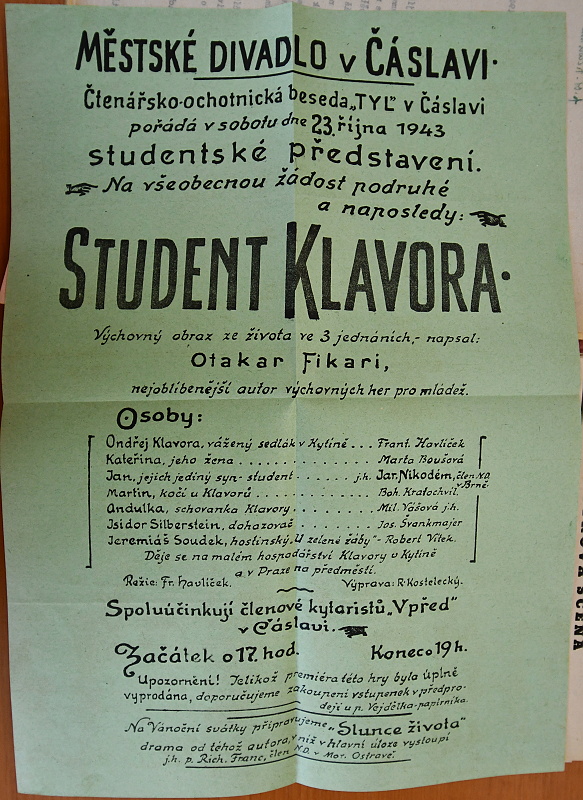 MĚSTSKÉ DIVADLO v ČÁSLAVI.
Čtenářsko-ochotnická beseda „TYL" v Čáslavi
pořádá v sobotu dne 23. října 1943
studentské představení.
Na všeobecnou žádost podruhé
a naposledy:
STUDENT KLAVORA.
Výchovný obraz ze života ve 3 jednáních,- napsal:
Otakar Fikari,
nejoblíbenější autor výchovných her pro mládež.
Osoby:
Ondřej Klavora, vážený sedlák v Kytíně ... Frant. Havlíček
Kateřina, jeho žena ............ Marta Boušová
Jan, jejich jediný syn-student ...... j.h. Jar. Nikodém, člen N.D. v Brně
Martin, kočí u Klavorů ............ Boh. Kratochvíl.
Andulka, schovanka Klavory ........ Mil. Vášová j.h.
Isidor Silberstein, dohazovač ......... Jos. Švankmajer
Jeremiáš Soudek, hostinský „U zelené žáby" - Robert Vítek.
Děje se na malém hospodářství Klavory v Kytíně
a v Praze na předměstí.
Režie: Fr. Havlíček. Výprava: R. Kostelecký.
Spoluúčinkují členové kytaristů „Vpřed"
v Čáslavi.
Začátek o 17. hod. Konec o 19 h.
Upozornění! Jelikož premiéra této hry byla úplně
vyprodána, doporučujeme zakoupení vstupenek v předpro-
deji u p. Vejdělka-papírníka.
Na Vánoční svátky připravujeme „Slunce života"
drama od téhož autora, v níž v hlavní úloze vystoupí
j.h. p. Rich. Franc, člen N.D. v Mor. Ostravě.
A SCÉNA